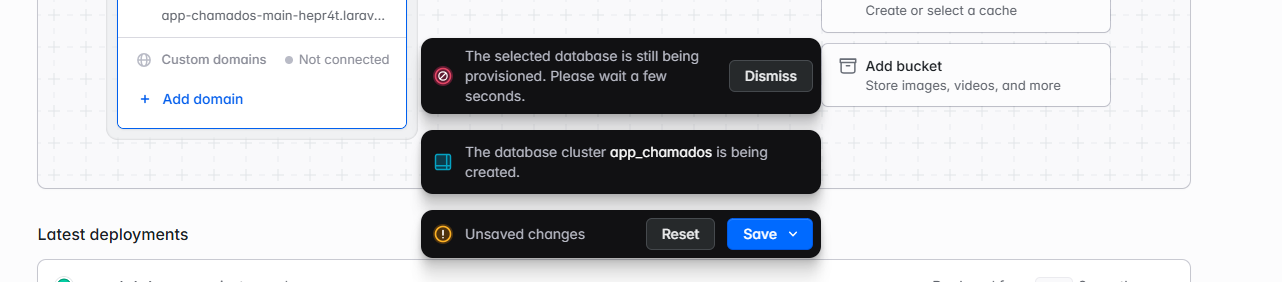 app-chamados-main-hepr4t.larav...
Custom domains Not connected
+ Add domain
Create or select a cache
Add bucket
Store images, videos, and more
The selected database is still being
provisioned. Please wait a few
seconds.
Dismiss
The database cluster app_chamados is being
created.
Unsaved changes Reset Save
Latest deployments